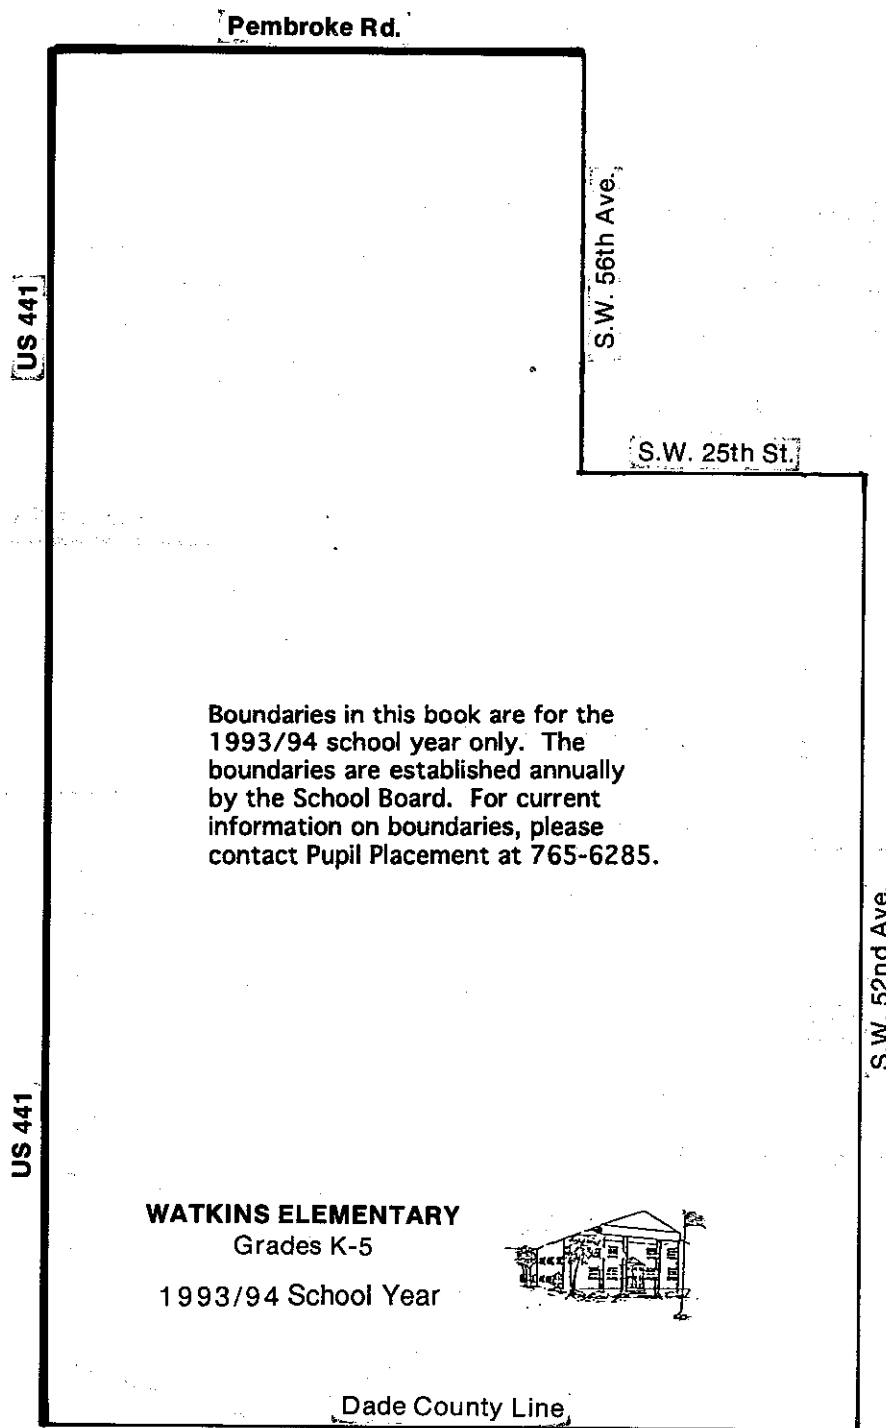 Pembroke Rd.
US 441
S.W. 56th Ave.
S.W. 25th St.
Boundaries in this book are for the
1993/94 school year only. The
boundaries are established annually
by the School Board. For current
information on boundaries, please
contact Pupil Placement at 765-6285.
S.W. 52nd Ave
US 441
WATKINS ELEMENTARY
Grades K-5
1993/94 School Year
Dade County Line